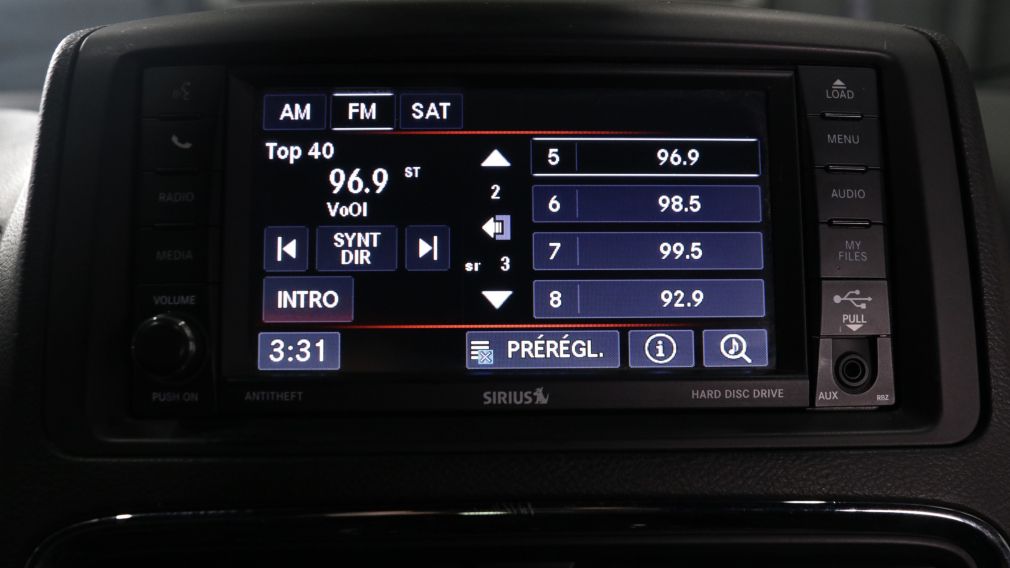 AM FM SAT
Top 40
96.9 ST
VoOl
SYNT
DIR
INTRO
3:31
2
sr 3
5 96.9
6 98.5
7 99.5
8 92.9
PRÉRÉGL.
RADIO
MEDIA
VOLUME
PUSH ON
LOAD
MENU
AUDIO
MY
FILES
PULL
AUX RBZ
ANTITHEFT
SIRIUS
HARD DISC DRIVE